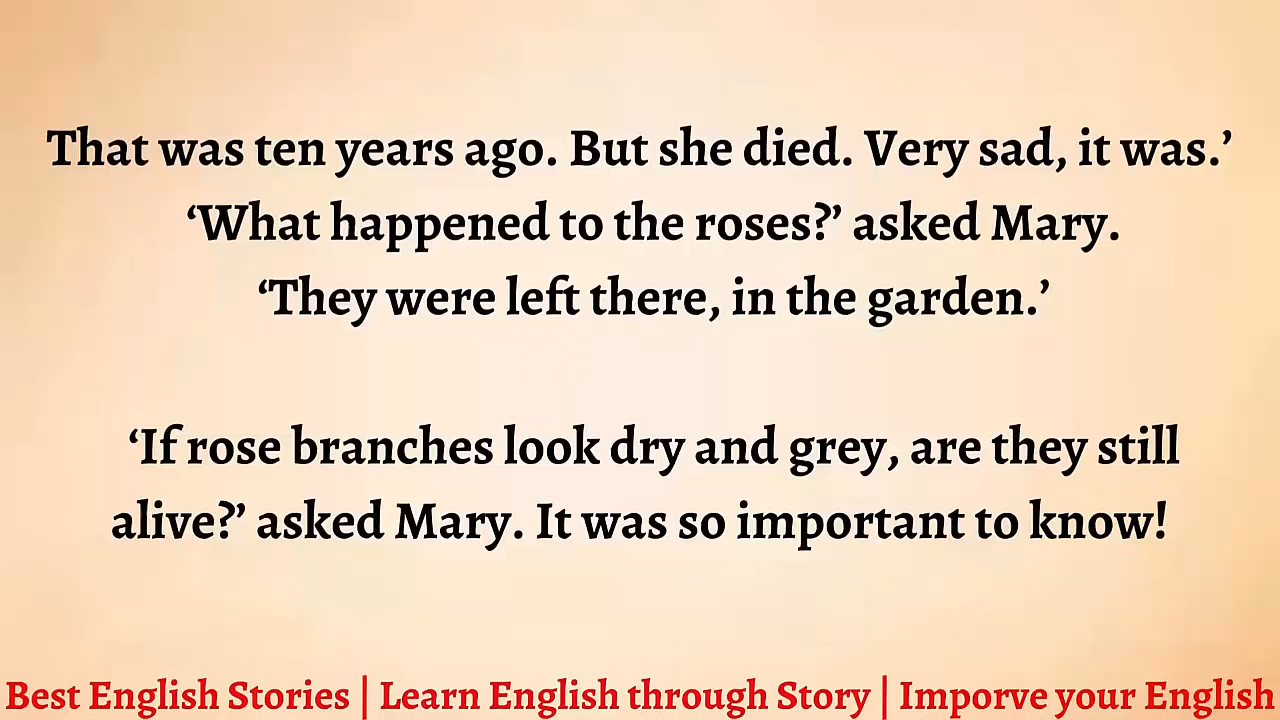 That was ten years ago. But she died. Very sad, it was.’
‘What happened to the roses?’ asked Mary.
‘They were left there, in the garden.’
‘If rose branches look dry and grey, are they still
alive?’ asked Mary. It was so important to know!
Best English Stories | Learn English through Story | Imporve your English